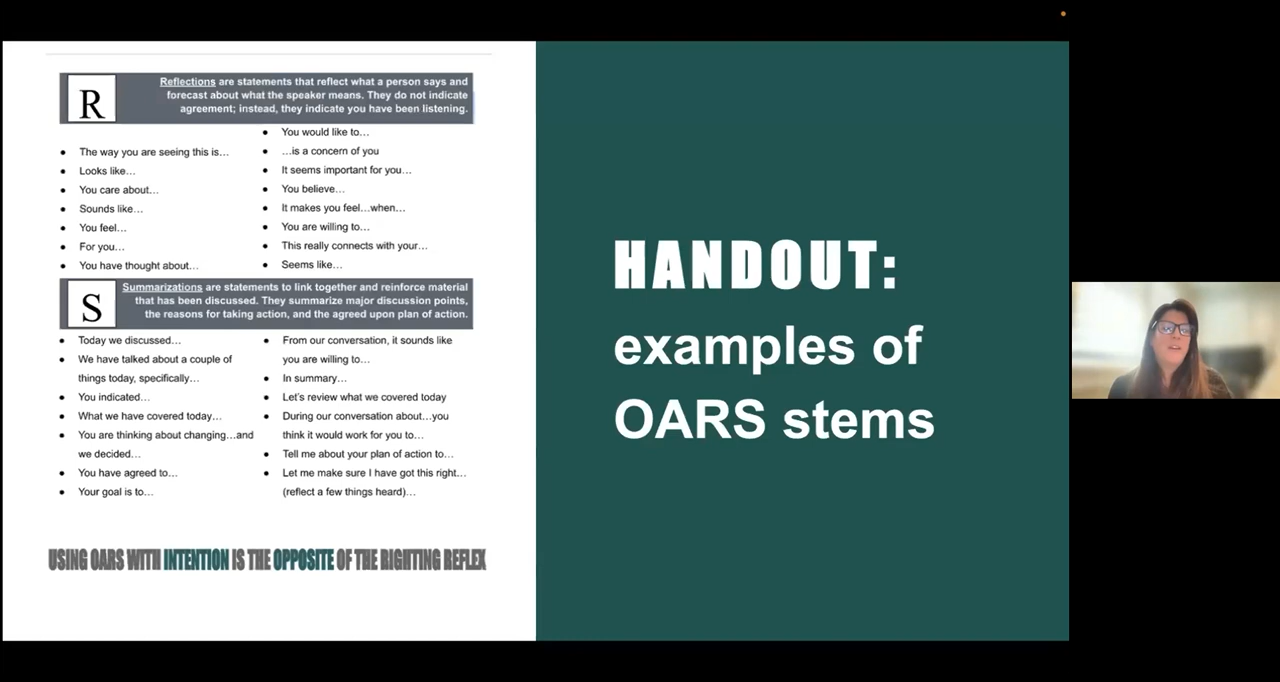 R
Reflections are statements that reflect what a person says and
forecast about what the speaker means. They do not indicate
agreement; instead, they indicate you have been listening.
• The way you are seeing this is…
• Looks like…
• You care about…
• Sounds like…
• You feel…
• For you…
• You have thought about…
• You would like to…
• …is a concern of you
• It seems important for you…
• You believe…
• It makes you feel…when…
• You are willing to…
• This really connects with your…
• Seems like…
S
Summarizations are statements to link together and reinforce material
that has been discussed. They summarize major discussion points,
the reasons for taking action, and the agreed upon plan of action.
• Today we discussed…
• We have talked about a couple of
things today, specifically…
• You indicated…
• What we have covered today…
• You are thinking about changing…and
we decided…
• You have agreed to…
• Your goal is to…
• From our conversation, it sounds like
you are willing to…
• In summary…
• Let's review what we covered today
• During our conversation about…you
think it would work for you to…
• Tell me about your plan of action to…
• Let me make sure I have got this right…
(reflect a few things heard)…
USING OARS WITH INTENTION IS THE OPPOSITE OF THE RIGHTING REFLEX
HANDOUT:
examples of
OARS stems